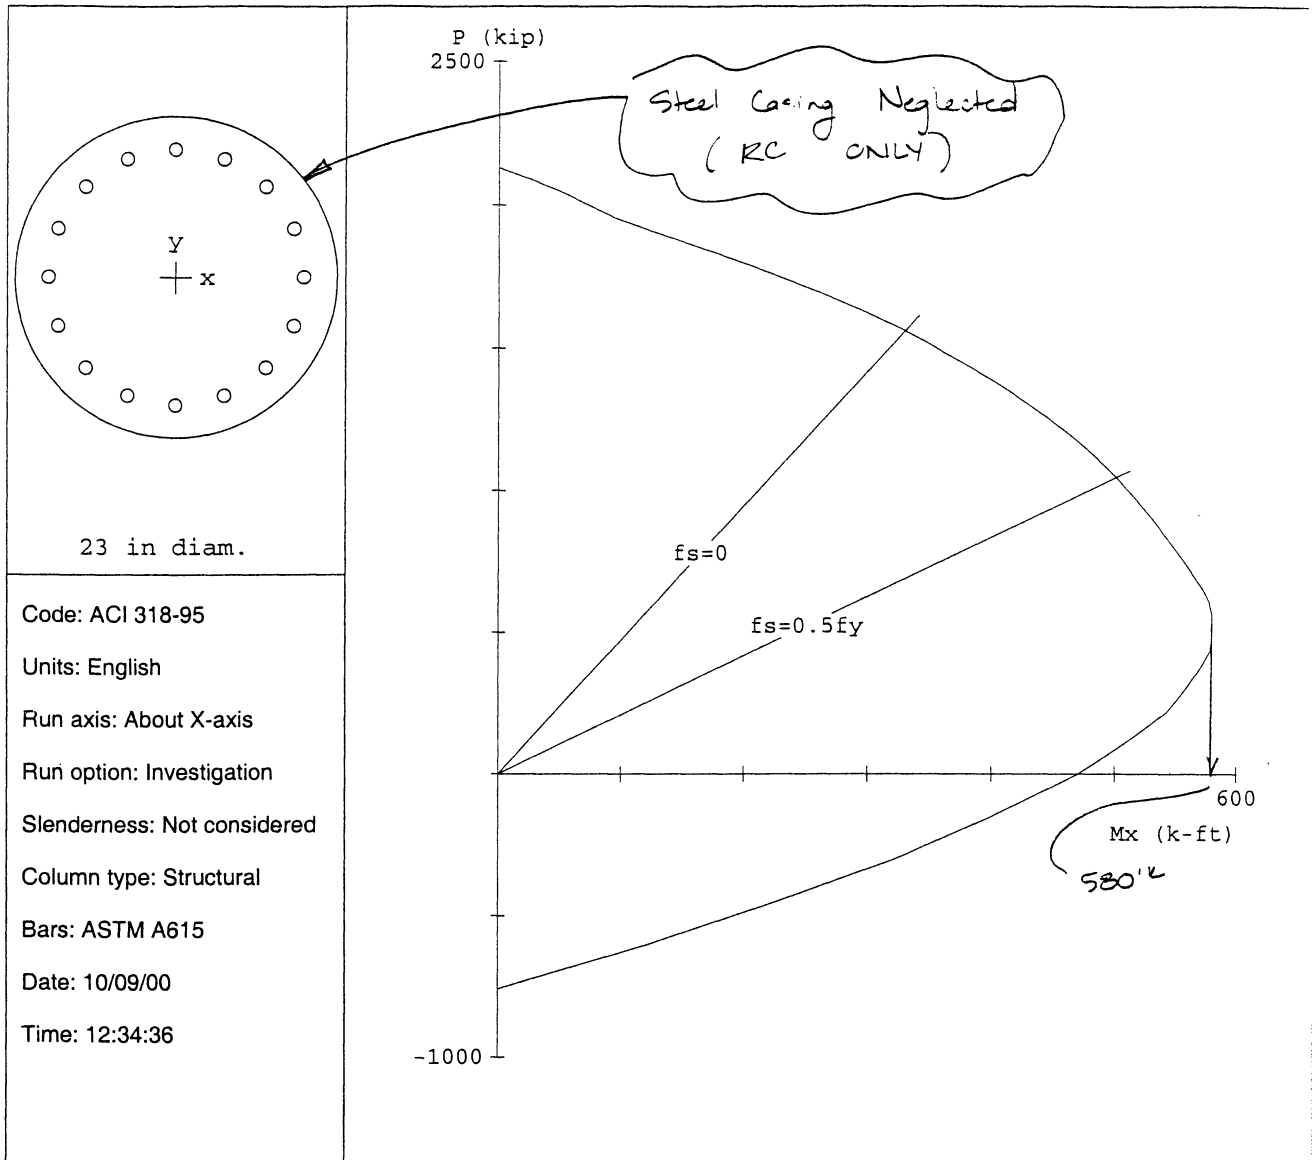 P (kip)
2500
Steel Casing Neglected
(RC ONLY)
y
x
23 in diam.
fs=0
fs=0.5fy
600
Mx (k-ft)
580'k
-1000
Code: ACI 318-95
Units: English
Run axis: About X-axis
Run option: Investigation
Slenderness: Not considered
Column type: Structural
Bars: ASTM A615
Date: 10/09/00
Time: 12:34:36